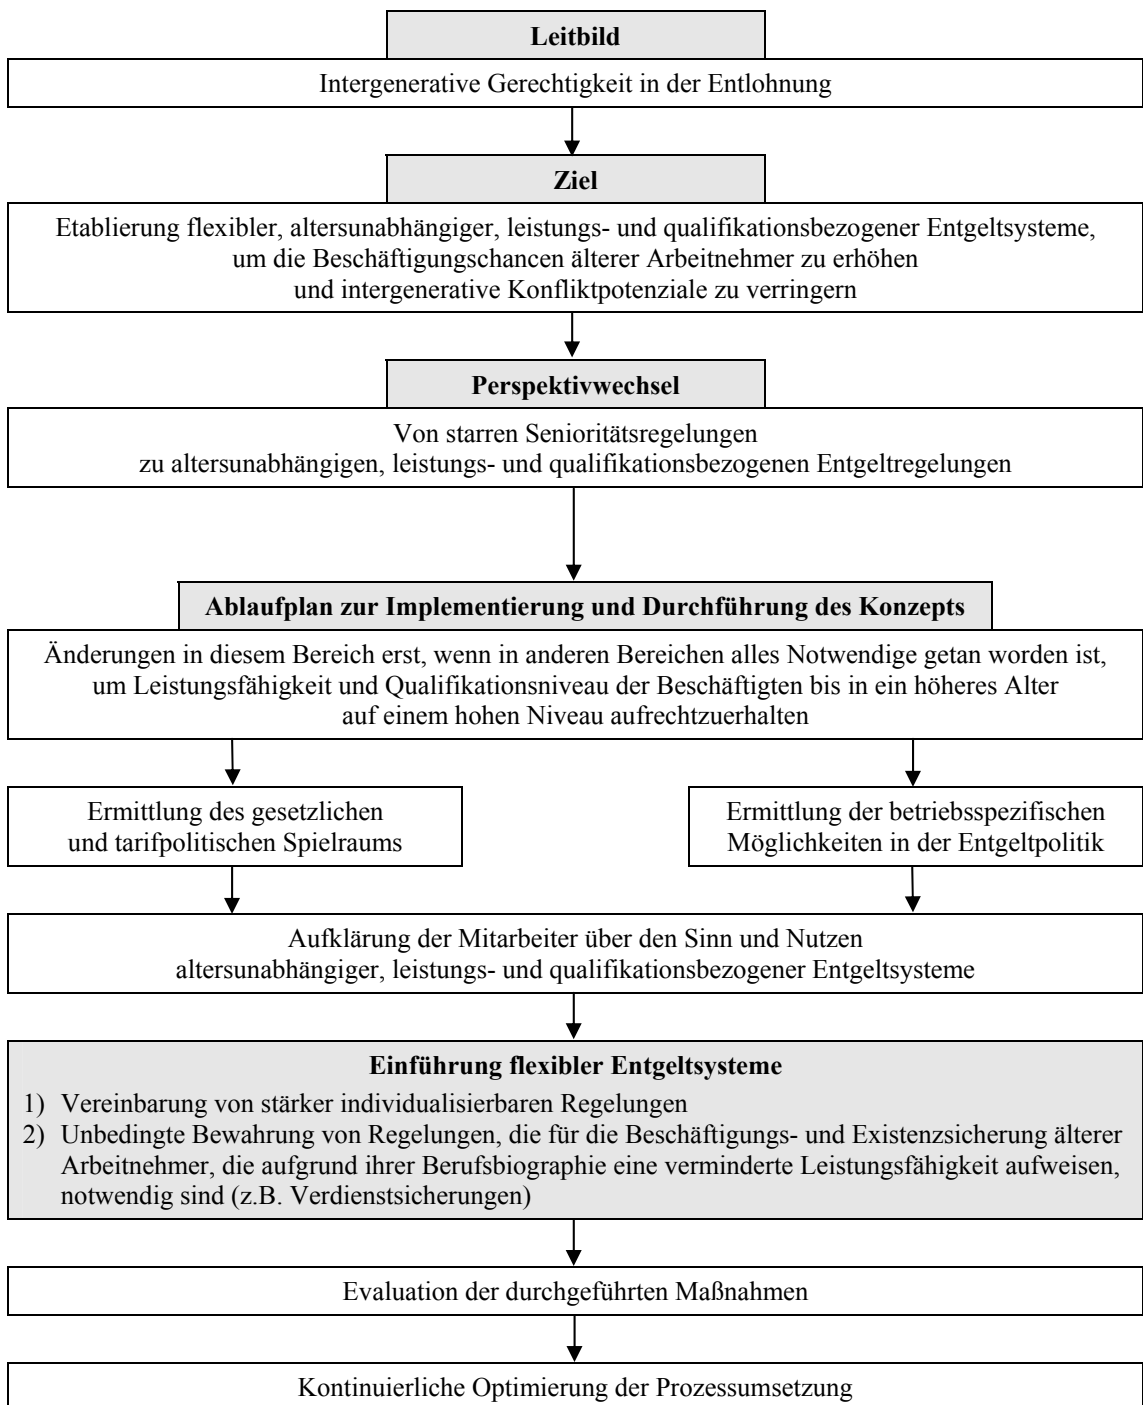 Leitbild
Intergenerative Gerechtigkeit in der Entlohnung
Ziel
Etablierung flexibler, altersunabhängiger, leistungs- und qualifikationsbezogener Entgeltsysteme,
um die Beschäftigungschancen älterer Arbeitnehmer zu erhöhen
und intergenerative Konfliktpotenziale zu verringern
Perspektivwechsel
Von starren Senioritätsregelungen
zu altersunabhängigen, leistungs- und qualifikationsbezogenen Entgeltregelungen
Ablaufplan zur Implementierung und Durchführung des Konzepts
Änderungen in diesem Bereich erst, wenn in anderen Bereichen alles Notwendige getan worden ist,
um Leistungsfähigkeit und Qualifikationsniveau der Beschäftigten bis in ein höheres Alter
auf einem hohen Niveau aufrechtzuerhalten
Ermittlung des gesetzlichen
und tarifpolitischen Spielraums
Ermittlung der betriebsspezifischen
Möglichkeiten in der Entgeltpolitik
Aufklärung der Mitarbeiter über den Sinn und Nutzen
altersunabhängiger, leistungs- und qualifikationsbezogener Entgeltsysteme
Einführung flexibler Entgeltsysteme
1) Vereinbarung von stärker individualisierbaren Regelungen
2) Unbedingte Bewahrung von Regelungen, die für die Beschäftigungs- und Existenzsicherung älterer
Arbeitnehmer, die aufgrund ihrer Berufsbiographie eine verminderte Leistungsfähigkeit aufweisen,
notwendig sind (z.B. Verdienstsicherungen)
Evaluation der durchgeführten Maßnahmen
Kontinuierliche Optimierung der Prozessumsetzung